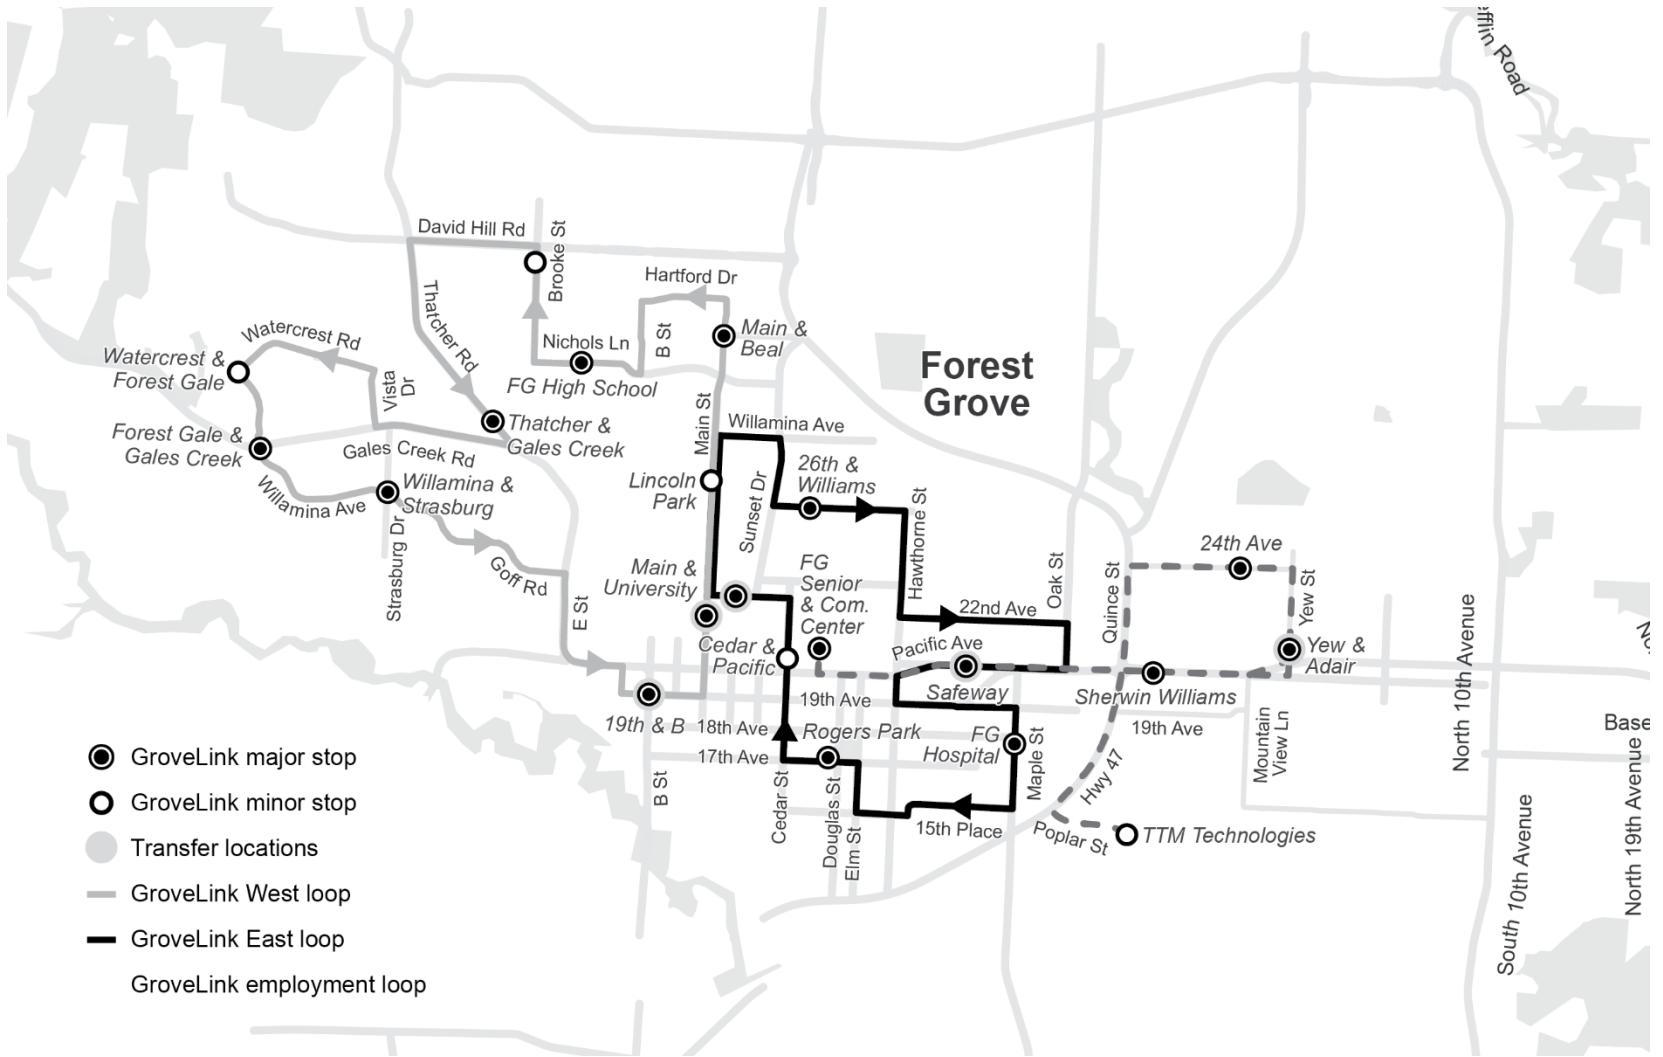 David Hill Rd
Brooke St
Hartford Dr
Thatcher Rd
Watercrest Rd
Nichols Ln
B St
Main &
Beal
Watercrest &
Forest Gale
FG High School
Vista
Dr
Forest
Grove
Main St
Willamina Ave
Thatcher &
Gales Creek
Forest Gale &
Gales Creek
Gales Creek Rd
26th &
Williams
Lincoln
Park
Willamina &
Strasburg
Willamina Ave
Sunset Dr
Hawthorne St
24th Ave
Strasburg Dr
Goff Rd
Main &
University
FG
Senior
& Com.
Center
Oak St
Quince St
Yew St
E St
22nd Ave
Cedar &
Pacific
Pacific Ave
Yew &
Adair
North 10th Avenue
19th Ave
Safeway
Sherwin Williams
19th & B
18th Ave
Rogers Park
FG
Hospital
19th Ave
Mountain
View Ln
17th Ave
Maple St
Hwy 47
B St
Cedar St
Douglas St
Elm St
15th Place
Poplar St
TTM Technologies
Base
North 19th Avenue
South 10th Avenue
Road
GroveLink major stop
GroveLink minor stop
Transfer locations
GroveLink West loop
GroveLink East loop
GroveLink employment loop